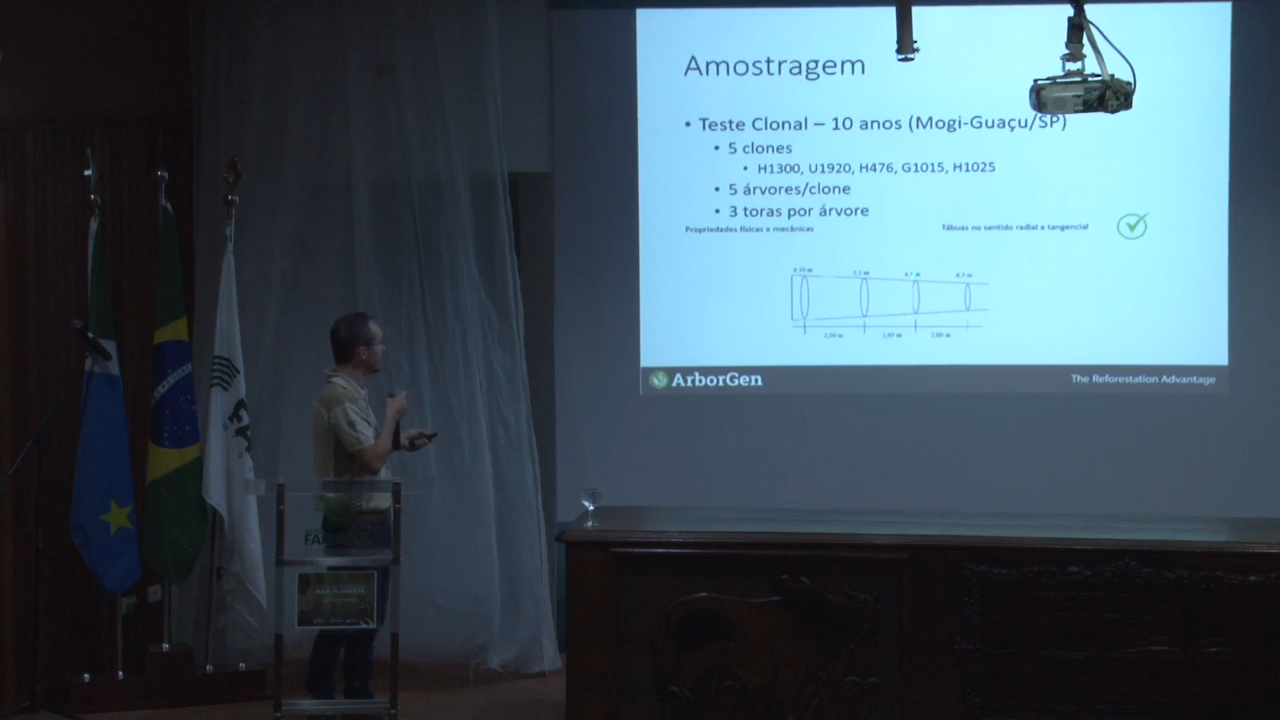 Amostragem
• Teste Clonal – 10 anos (Mogi-Guaçu/SP)
• 5 clones
• H1300, U1920, H476, G1015, H1025
• 5 árvores/clone
• 3 toras por árvore
Propriedades físicas e mecânicas
Tábuas no sentido radial e tangencial
0,10 m
2,50 m
2,00 m
2,00 m
ArborGen
The Reforestation Advantage